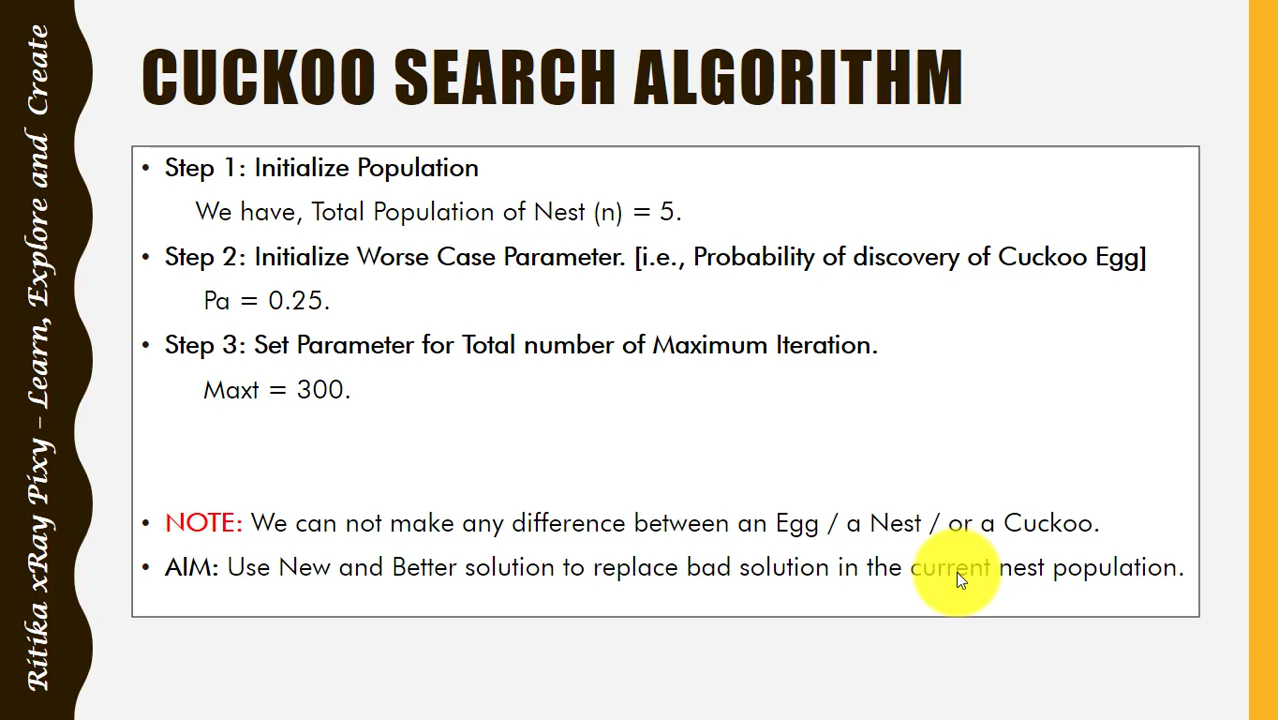 Ritika xRay Pixy – Learn, Explore and Create
CUCKOO SEARCH ALGORITHM
• Step 1: Initialize Population
We have, Total Population of Nest (n) = 5.
• Step 2: Initialize Worse Case Parameter. [i.e., Probability of discovery of Cuckoo Egg]
Pa = 0.25.
• Step 3: Set Parameter for Total number of Maximum Iteration.
Maxt = 300.
• NOTE: We can not make any difference between an Egg / a Nest / or a Cuckoo.
• AIM: Use New and Better solution to replace bad solution in the current nest population.